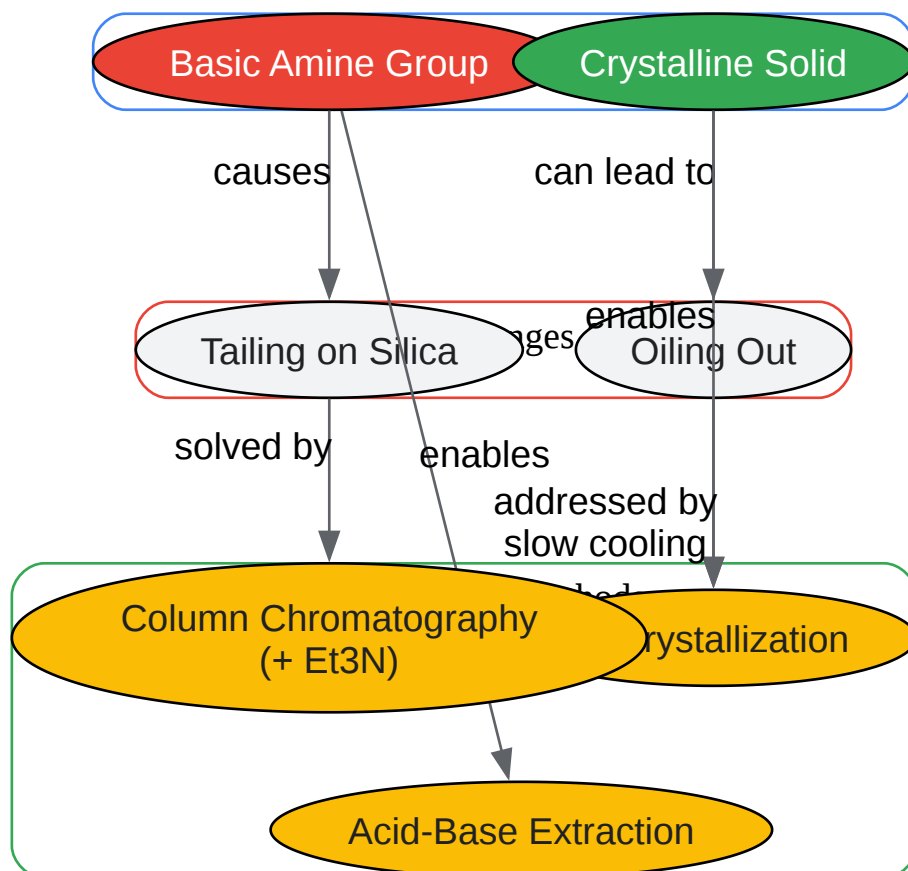 Basic Amine Group
Crystalline Solid
causes
can lead to
enables
Tailing on Silica
Oiling Out
solved by
enables
addressed by
slow cooling
Column Chromatography
(+ Et3N)
Acid-Base Extraction